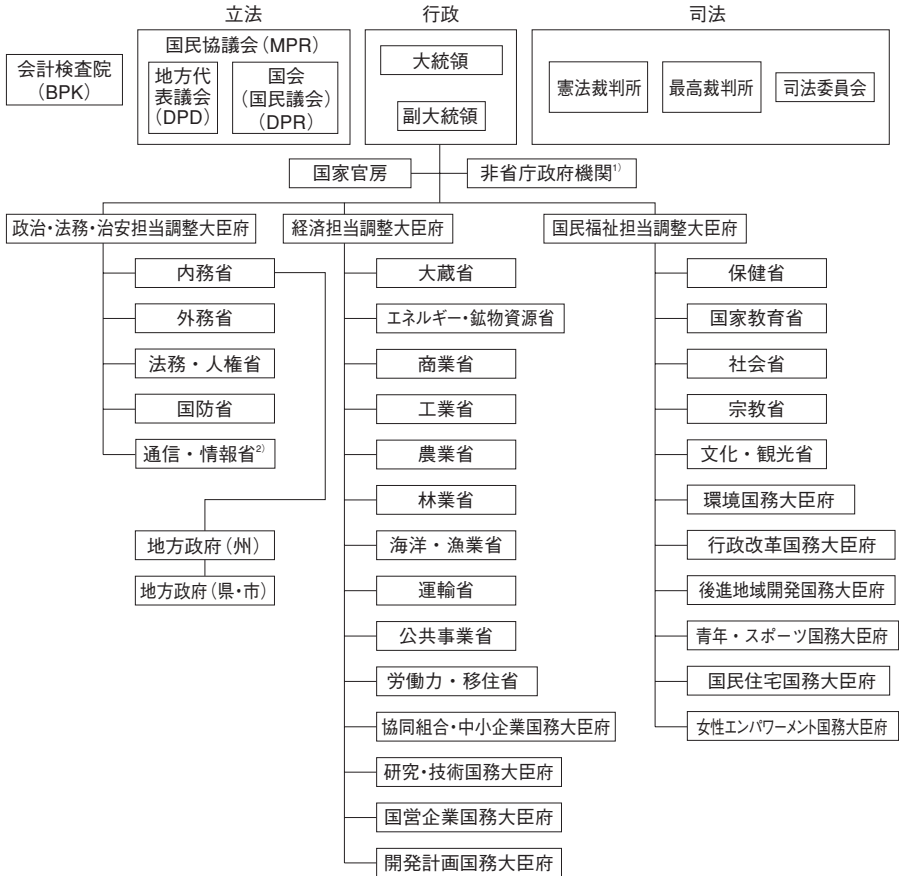 立法
行政
司法
会計検査院
(BPK)
国民協議会(MPR)
地方代
表議会
(DPD)
国会
(国民議会)
(DPR)
大統領
副大統領
憲法裁判所
最高裁判所
司法委員会
国家官房
非省庁政府機関1)
政治・法務・治安担当調整大臣府
経済担当調整大臣府
国民福祉担当調整大臣府
内務省
外務省
法務・人権省
国防省
通信・情報省2)
地方政府(州)
地方政府(県・市)
大蔵省
エネルギー・鉱物資源省
商業省
工業省
農業省
林業省
海洋・漁業省
運輸省
公共事業省
労働力・移住省
協同組合・中小企業国務大臣府
研究・技術国務大臣府
国営企業国務大臣府
開発計画国務大臣府
保健省
国家教育省
社会省
宗教省
文化・観光省
環境国務大臣府
行政改革国務大臣府
後進地域開発国務大臣府
青年・スポーツ国務大臣府
国民住宅国務大臣府
女性エンパワーメント国務大臣府